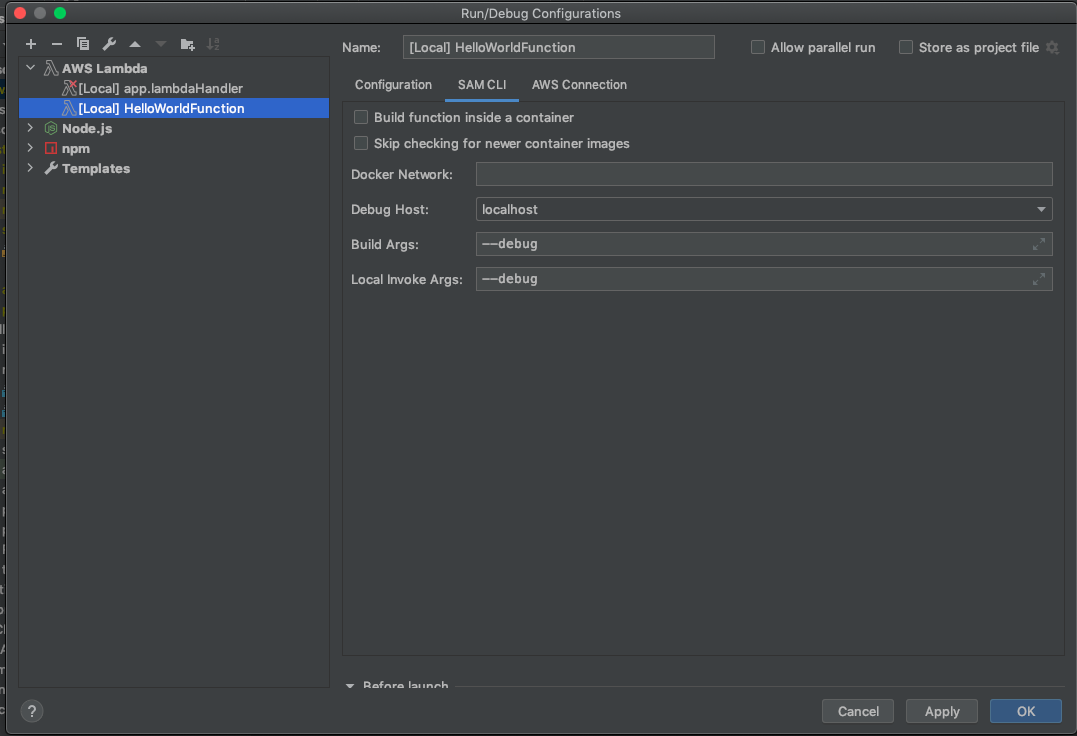 Run/Debug Configurations
Name: [Local] HelloWorldFunction
Allow parallel run
Store as project file
AWS Lambda
[Local] app.lambdaHandler
[Local] HelloWorldFunction
Node.js
npm
Templates
Configuration
SAM CLI
AWS Connection
Build function inside a container
Skip checking for newer container images
Docker Network:
Debug Host: localhost
Build Args: --debug
Local Invoke Args: --debug
Before launch
?
Cancel
Apply
OK